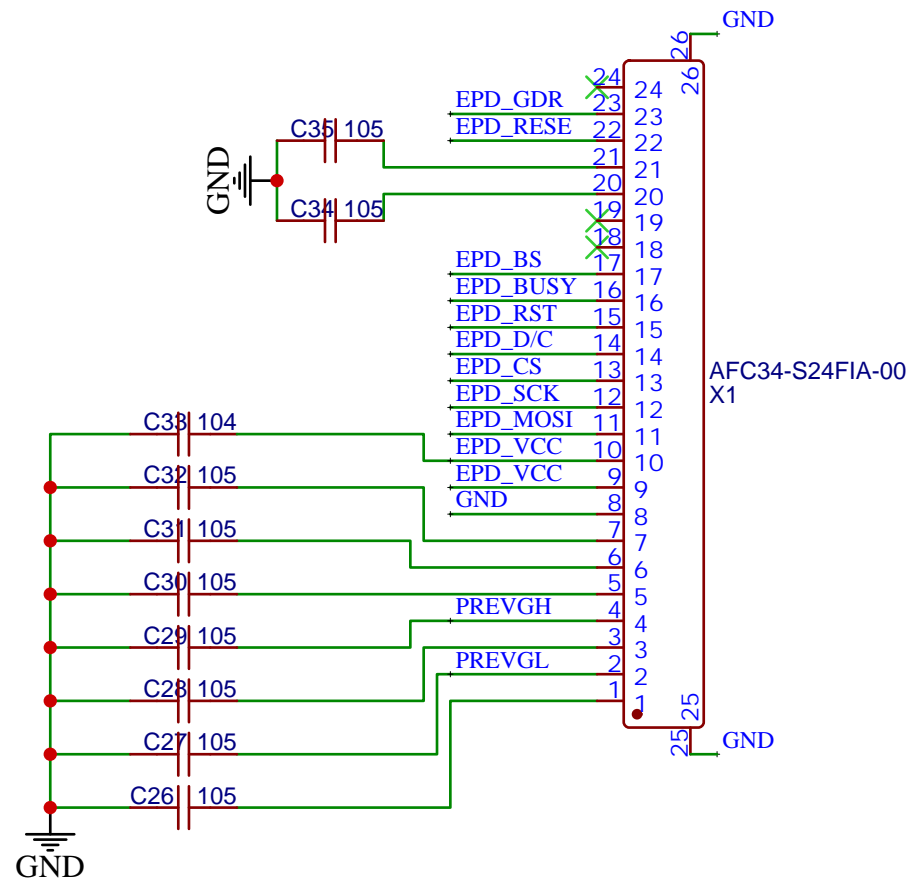 GND
26
26
24
24
EPD_GDR
23
23
EPD_RESE
22
22
C35 105
21
21
GND
20
20
C34 105
19
19
18
18
EPD_BS
17
17
EPD_BUSY
16
16
EPD_RST
15
15
EPD_D/C
14
14
EPD_CS
13
13
AFC34-S24FIA-00
X1
EPD_SCK
12
12
C33 104
EPD_MOSI
11
11
EPD_VCC
10
10
C32 105
EPD_VCC
9
9
GND
8
8
C31 105
7
7
6
6
C30 105
5
5
PREVGH
4
4
C29 105
3
3
PREVGL
2
2
C28 105
1
1
25
25
GND
C27 105
C26 105
GND